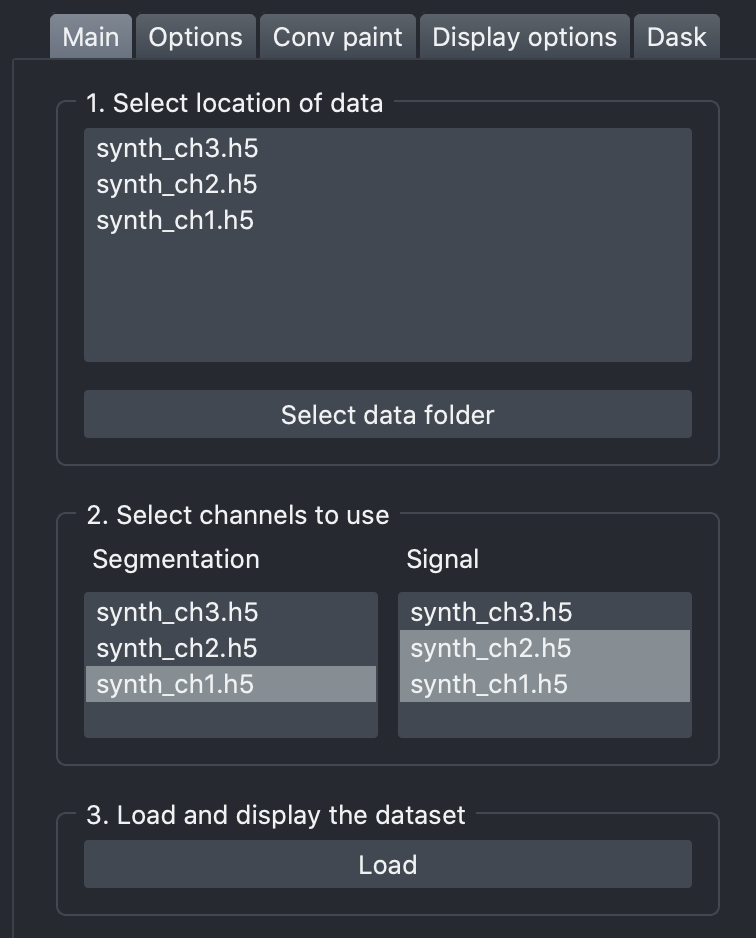 Main Options Conv paint Display options Dask
1. Select location of data
synth_ch3.h5
synth_ch2.h5
synth_ch1.h5
Select data folder
2. Select channels to use
Segmentation
synth_ch3.h5
synth_ch2.h5
synth_ch1.h5
Signal
synth_ch3.h5
synth_ch2.h5
synth_ch1.h5
3. Load and display the dataset
Load